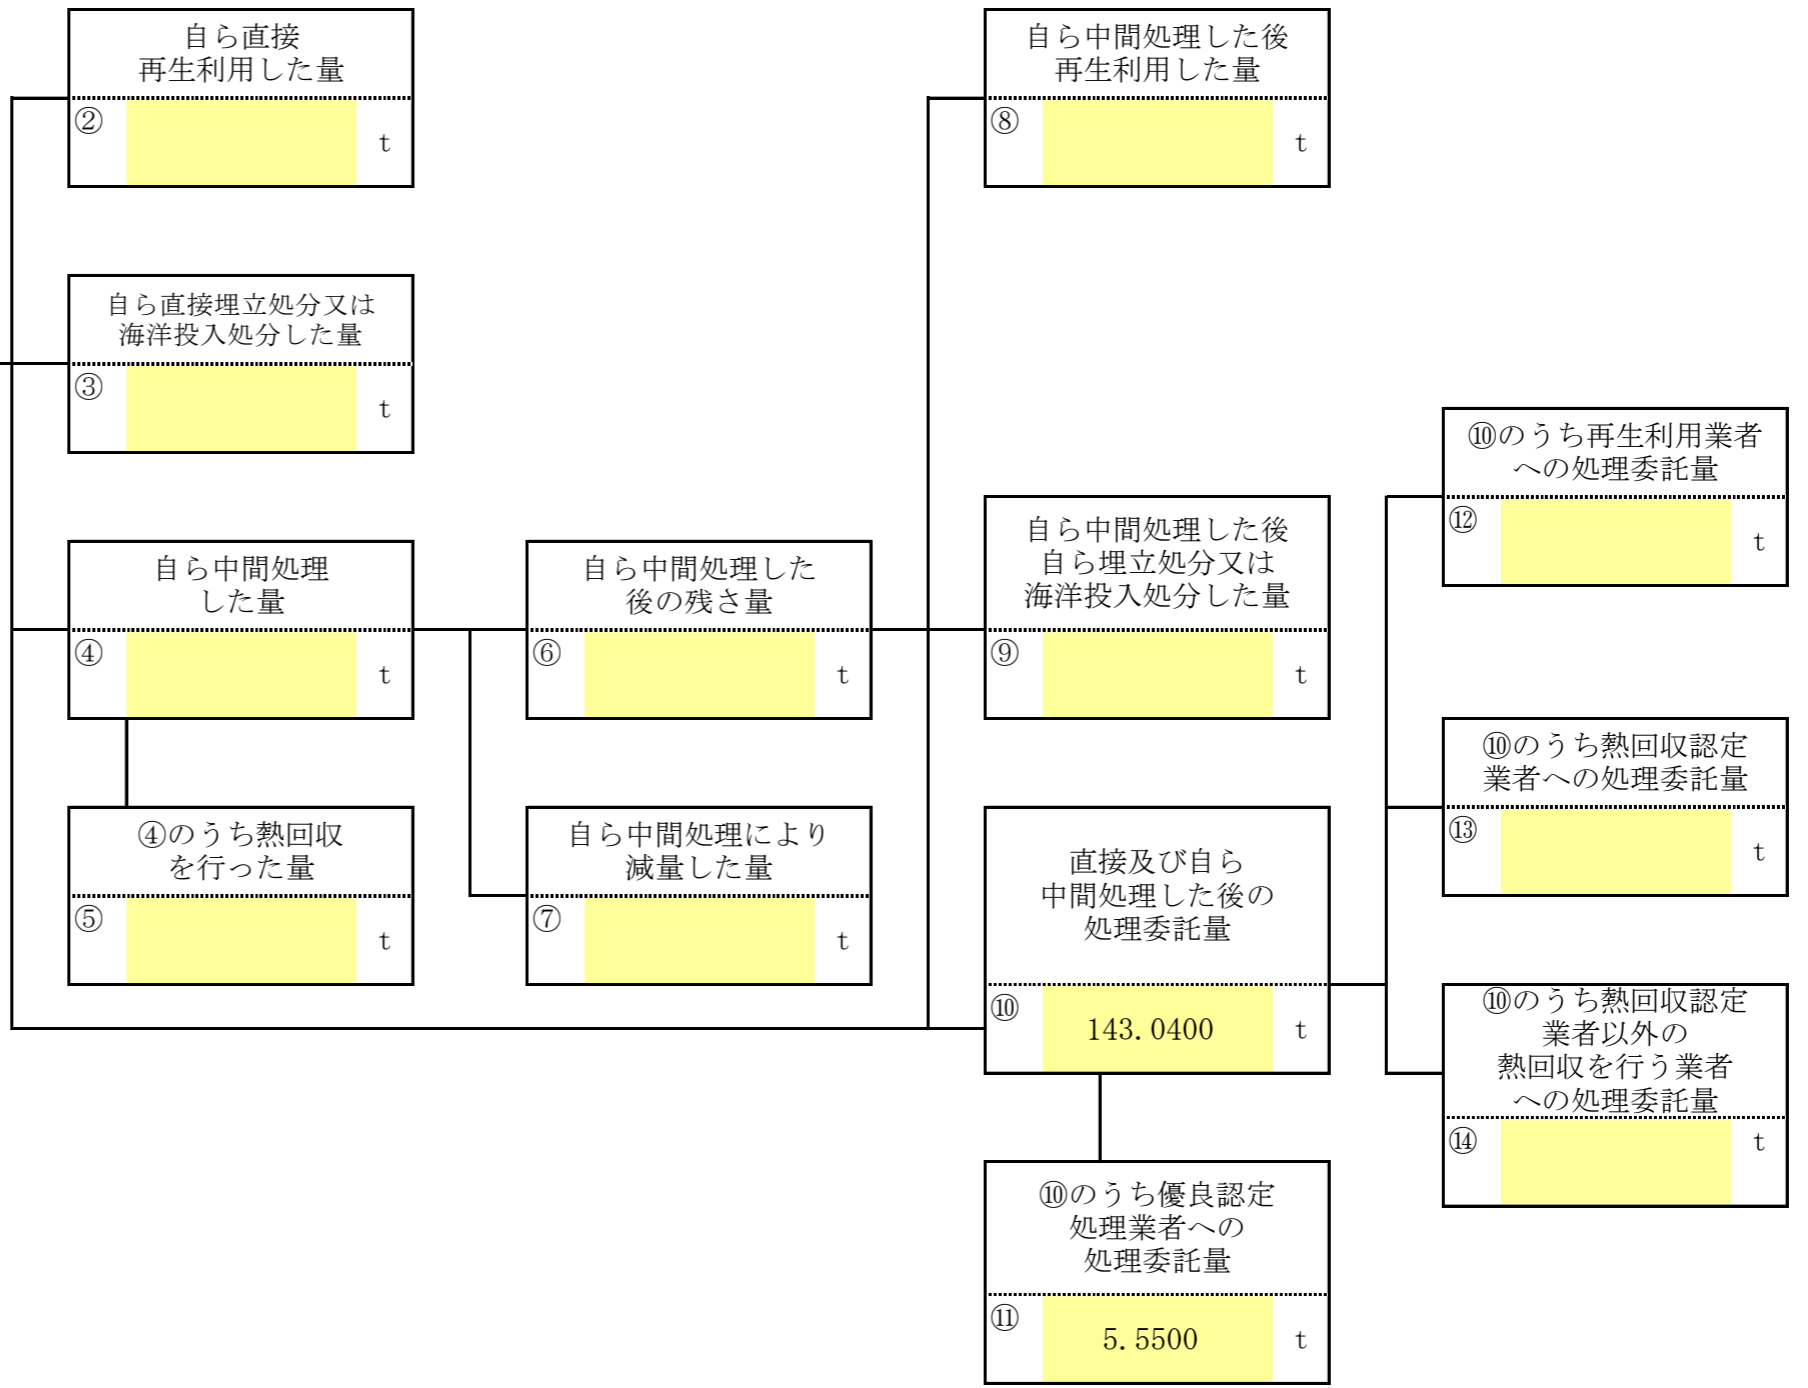 自ら直接
再生利用した量
②
t
自ら中間処理した後
再生利用した量
⑧
t
自ら直接埋立処分又は
海洋投入処分した量
③
t
⑩のうち再生利用業者
への処理委託量
⑫
t
自ら中間処理
した量
④
t
自ら中間処理した
後の残さ量
⑥
t
自ら中間処理した後
自ら埋立処分又は
海洋投入処分した量
⑨
t
⑩のうち熱回収認定
業者への処理委託量
⑬
t
④のうち熱回収
を行った量
⑤
t
自ら中間処理により
減量した量
⑦
t
直接及び自ら
中間処理した後の
処理委託量
⑩
143.0400
t
⑩のうち熱回収認定
業者以外の
熱回収を行う業者
への処理委託量
⑭
t
⑩のうち優良認定
処理業者への
処理委託量
⑪
5.5500
t